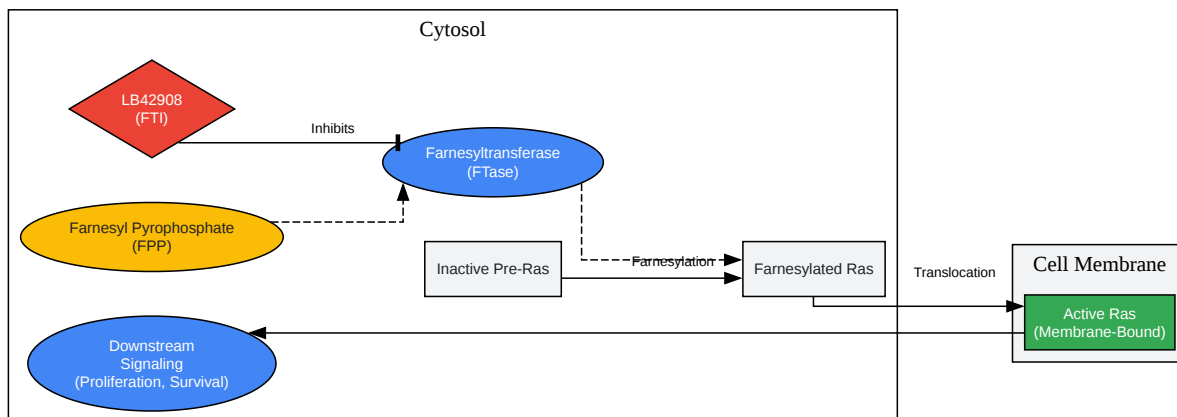 Cytosol
LB42908
(FTI)
Inhibits
Farnesyltransferase
(FTase)
Farnesyl Pyrophosphate
(FPP)
Inactive Pre-Ras
Farnesylation
Farnesylated Ras
Translocation
Cell Membrane
Active Ras
(Membrane-Bound)
Downstream
Signaling
(Proliferation, Survival)